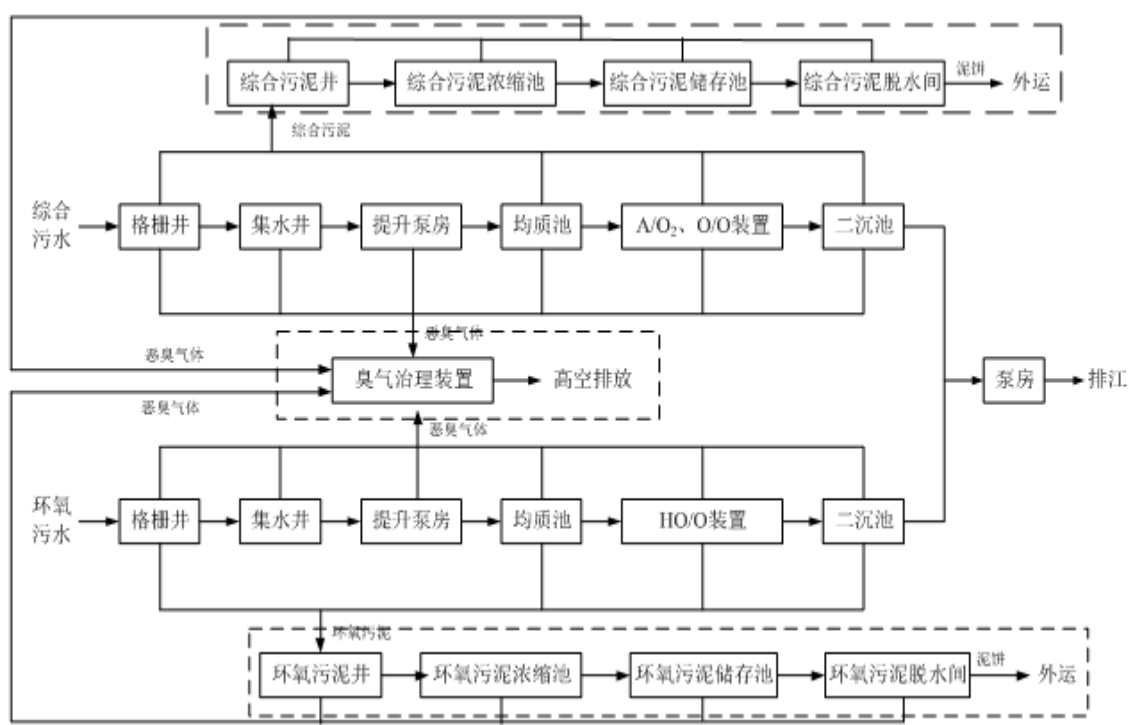 综合污泥井
综合污泥浓缩池
综合污泥储存池
综合污泥脱水间
泥饼
外运
综合污泥
综合
污水
格栅井
集水井
提升泵房
均质池
A/O₂、O/O装置
二沉池
恶臭气体
恶臭气体
臭气治理装置
高空排放
泵房
排江
恶臭气体
恶臭气体
环氧
污水
格栅井
集水井
提升泵房
均质池
HO/O装置
二沉池
环氧污泥
环氧污泥井
环氧污泥浓缩池
环氧污泥储存池
环氧污泥脱水间
泥饼
外运